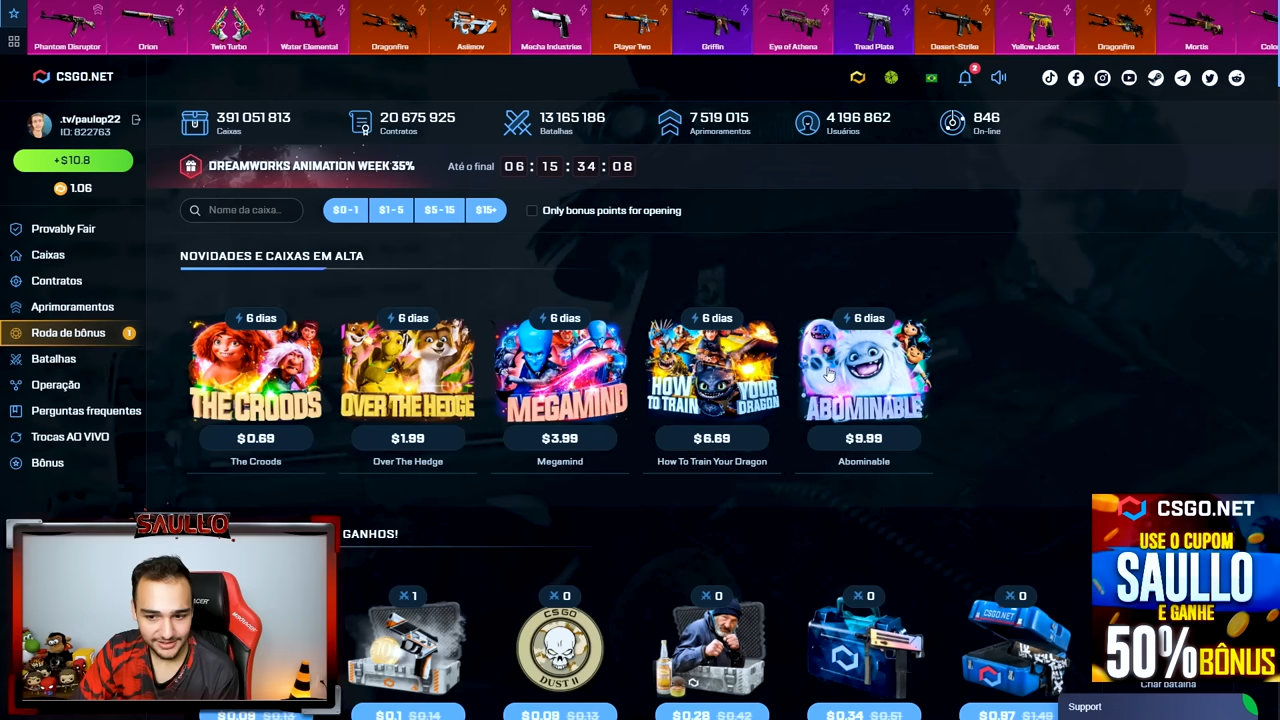 Phantom Disruptor
Orion
Twin Turbo
Water Elemental
Dragonfire
Asiimov
Mecha Industries
Player Two
Griffin
Eye of Athena
Tread Plate
Desert-Strike
Yellow Jacket
Dragonfire
Mortis
CSGO.NET
2
.tv/paulop22
ID: 822763
391 051 813
Caixas
20 675 925
Contratos
13 165 186
Batalhas
7 519 015
Aprimoramentos
4 196 862
Usuários
846
On-line
+$10.8
1.06
DREAMWORKS ANIMATION WEEK 35%
Até o final
06 : 15 : 34 : 08
Nome da caixa...
$0 - 1
$1 - 5
$5 - 15
$15+
Only bonus points for opening
Provably Fair
Caixas
Contratos
Aprimoramentos
Roda de bônus
1
Batalhas
Operação
Perguntas frequentes
Trocas AO VIVO
Bônus
NOVIDADES E CAIXAS EM ALTA
6 dias
6 dias
6 dias
6 dias
6 dias
THE CROODS
OVER THE HEDGE
MEGAMIND
HOW TO TRAIN YOUR DRAGON
ABOMINABLE
$0.69
$1.99
$3.99
$6.69
$9.99
The Croods
Over The Hedge
Megamind
How To Train Your Dragon
Abominable
SAULLO
GANHOS!
1
0
0
0
0
CSGO
DUST II
CSGO.NET
$0.09 $0.13
$0.1 $0.14
$0.09 $0.13
$0.28 $0.42
$0.34 $0.51
$0.97 $1.46
CSGO.NET
USE O CUPOM
SAULLO
E GANHE
50% BÔNUS
Criar batalha
Support